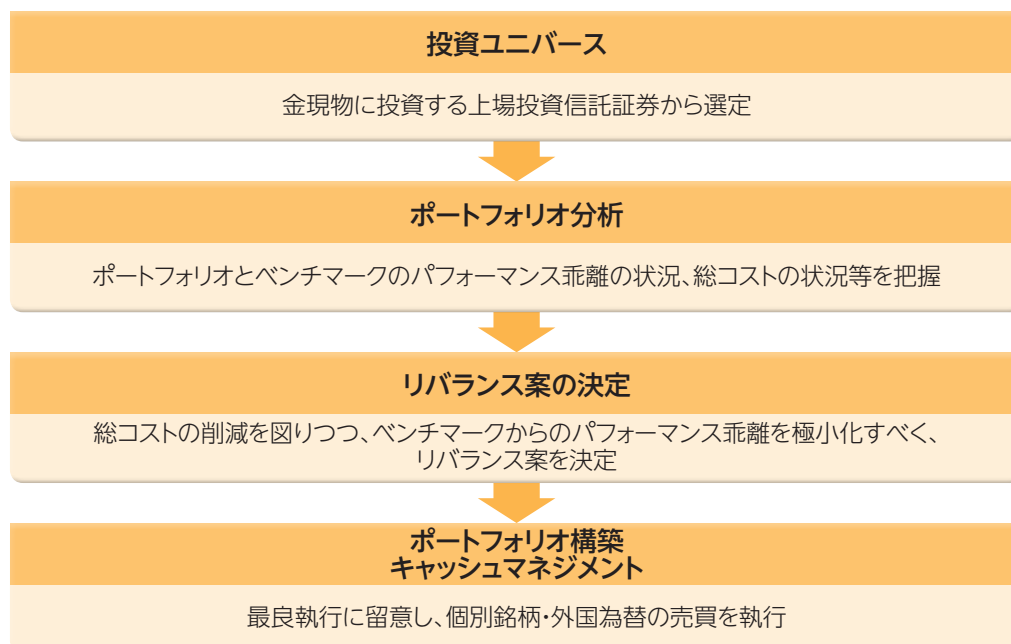 投資ユニバース
金現物に投資する上場投資信託証券から選定
ポートフォリオ分析
ポートフォリオとベンチマークのパフォーマンス乖離の状況、総コストの状況等を把握
リバランス案の決定
総コストの削減を図りつつ、ベンチマークからのパフォーマンス乖離を極小化すべく、
リバランス案を決定
ポートフォリオ構築
キャッシュマネジメント
最良執行に留意し、個別銘柄・外国為替の売買を執行